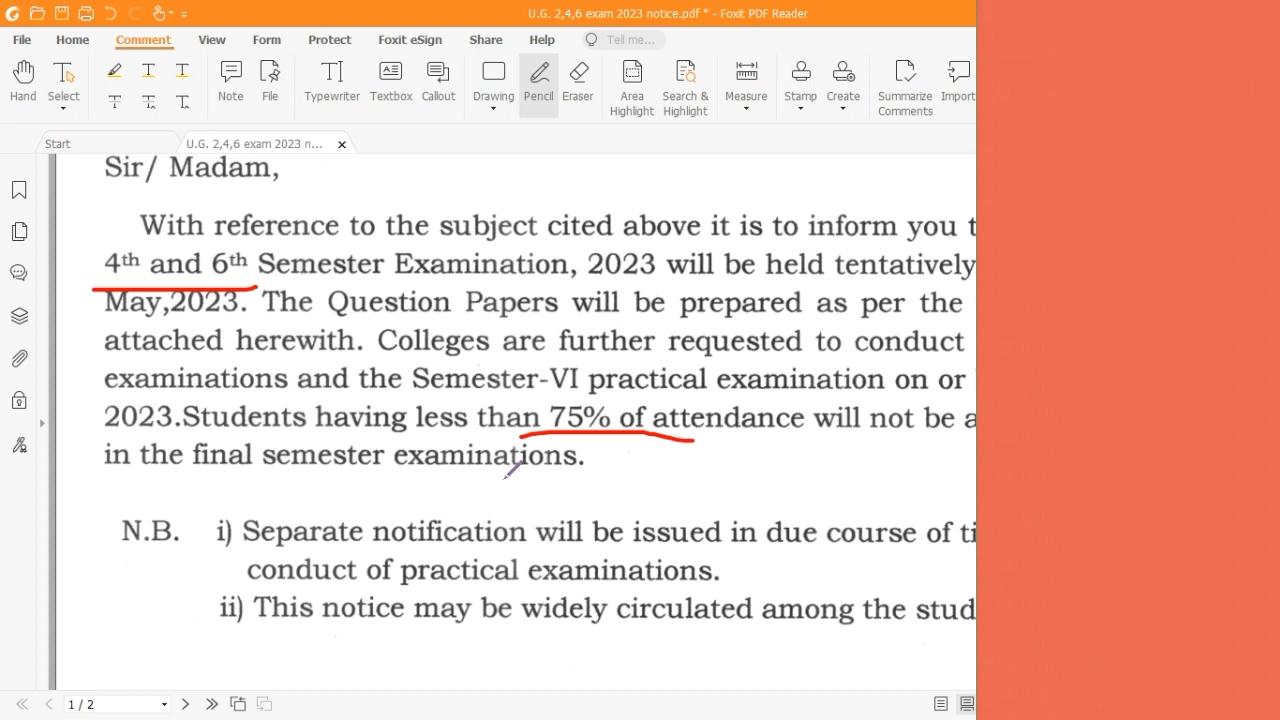 U.G. 2,4,6 exam 2023 notice.pdf * - Foxit PDF Reader
File Home Comment View Form Protect Foxit eSign Share Help Tell me...
Hand Select Note File Typewriter Textbox Callout Drawing Pencil Eraser Area Highlight Search & Highlight Measure Stamp Create Summarize Comments Import
Start U.G. 2,4,6 exam 2023 n...
Sir/ Madam,
With reference to the subject cited above it is to inform you t
4th and 6th Semester Examination, 2023 will be held tentatively
May,2023. The Question Papers will be prepared as per the
attached herewith. Colleges are further requested to conduct
examinations and the Semester-VI practical examination on or
2023.Students having less than 75% of attendance will not be a
in the final semester examinations.
N.B. i) Separate notification will be issued in due course of ti
conduct of practical examinations.
ii) This notice may be widely circulated among the stud
1 / 2